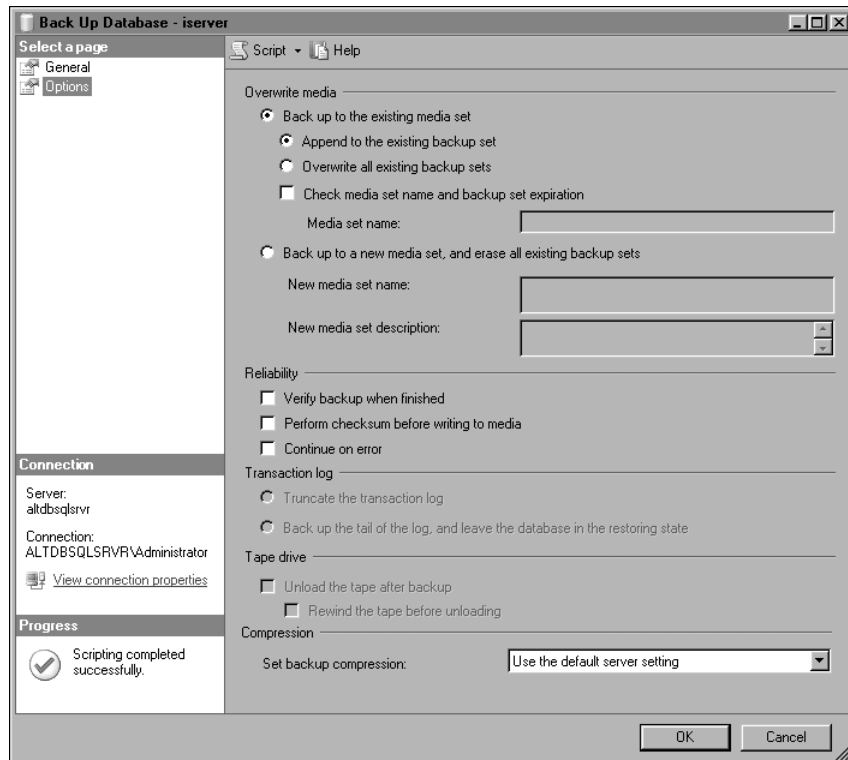 Back Up Database - iserver
Select a page
General
Options
Script
Help
Overwrite media
Back up to the existing media set
Append to the existing backup set
Overwrite all existing backup sets
Check media set name and backup set expiration
Media set name:
Back up to a new media set, and erase all existing backup sets
New media set name:
New media set description:
Reliability
Verify backup when finished
Perform checksum before writing to media
Continue on error
Transaction log
Truncate the transaction log
Back up the tail of the log, and leave the database in the restoring state
Tape drive
Unload the tape after backup
Rewind the tape before unloading
Compression
Set backup compression:
Use the default server setting
Connection
Server:
altdbsqlsrvr
Connection:
ALTDBSQLSRVR\Administrator
View connection properties
Progress
Scripting completed
successfully.
OK
Cancel